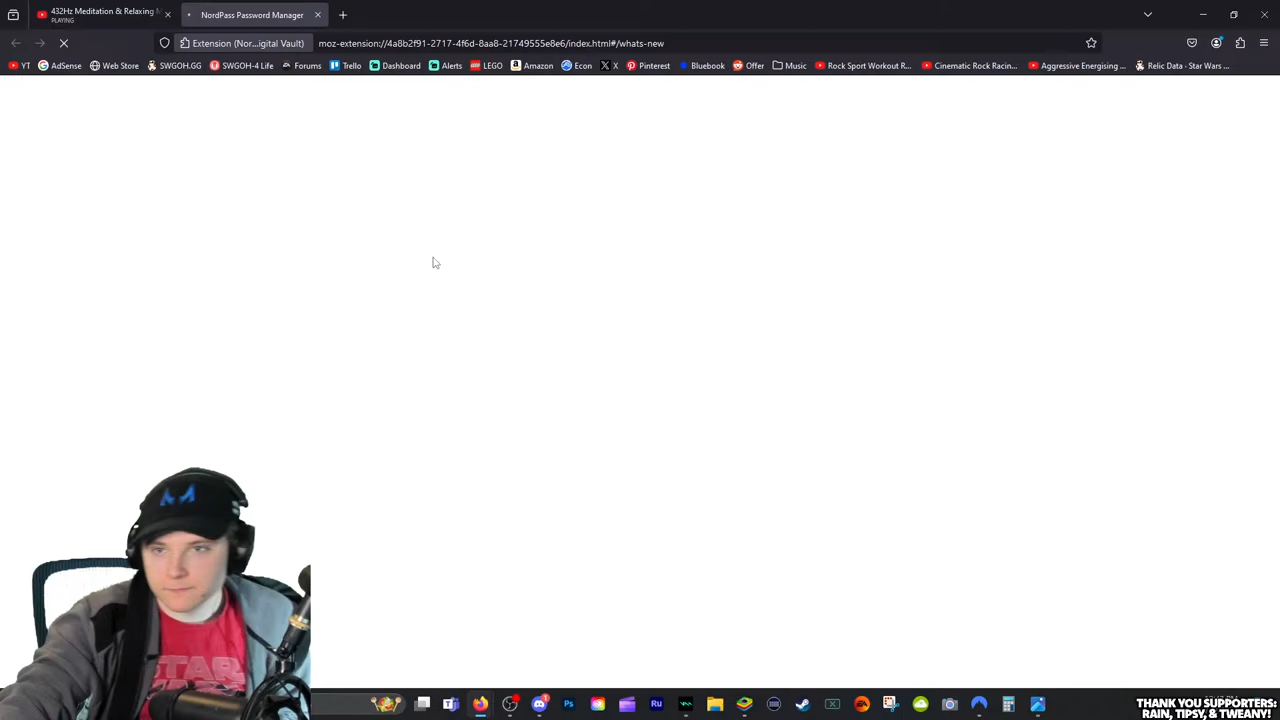 432Hz Meditation & Relaxing M
PLAYING
NordPass Password Manager
Extension (Nor...igital Vault)
moz-extension://4a8b2f91-2717-4f6d-8aa8-21749555e8e6/index.html#/whats-new
YT
AdSense
Web Store
SWGOH.GG
SWGOH-4 Life
Forums
Trello
Dashboard
Alerts
LEGO
Amazon
Econ
X
Pinterest
Bluebook
Offer
Music
Rock Sport Workout R...
Cinematic Rock Racin...
Aggressive Energising ...
Relic Data - Star Wars ...
STAR
THANK YOU SUPPORTERS:
RAIN, TIPSY, & TWEANY!